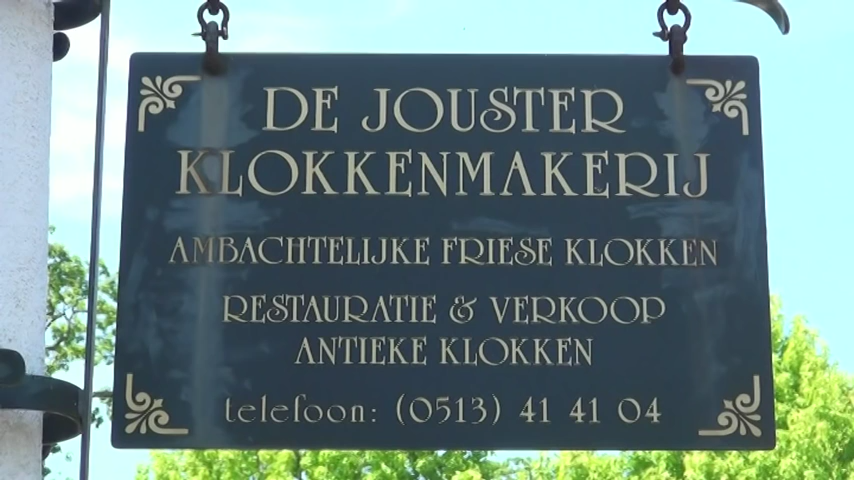 DE JOUSTER
KLOKKENMAKERIJ
AMBACHTELIJKE FRIESE KLOKKEN
RESTAURATIE & VERKOOP
ANTIEKE KLOKKEN
telefoon: (0513) 41 41 04